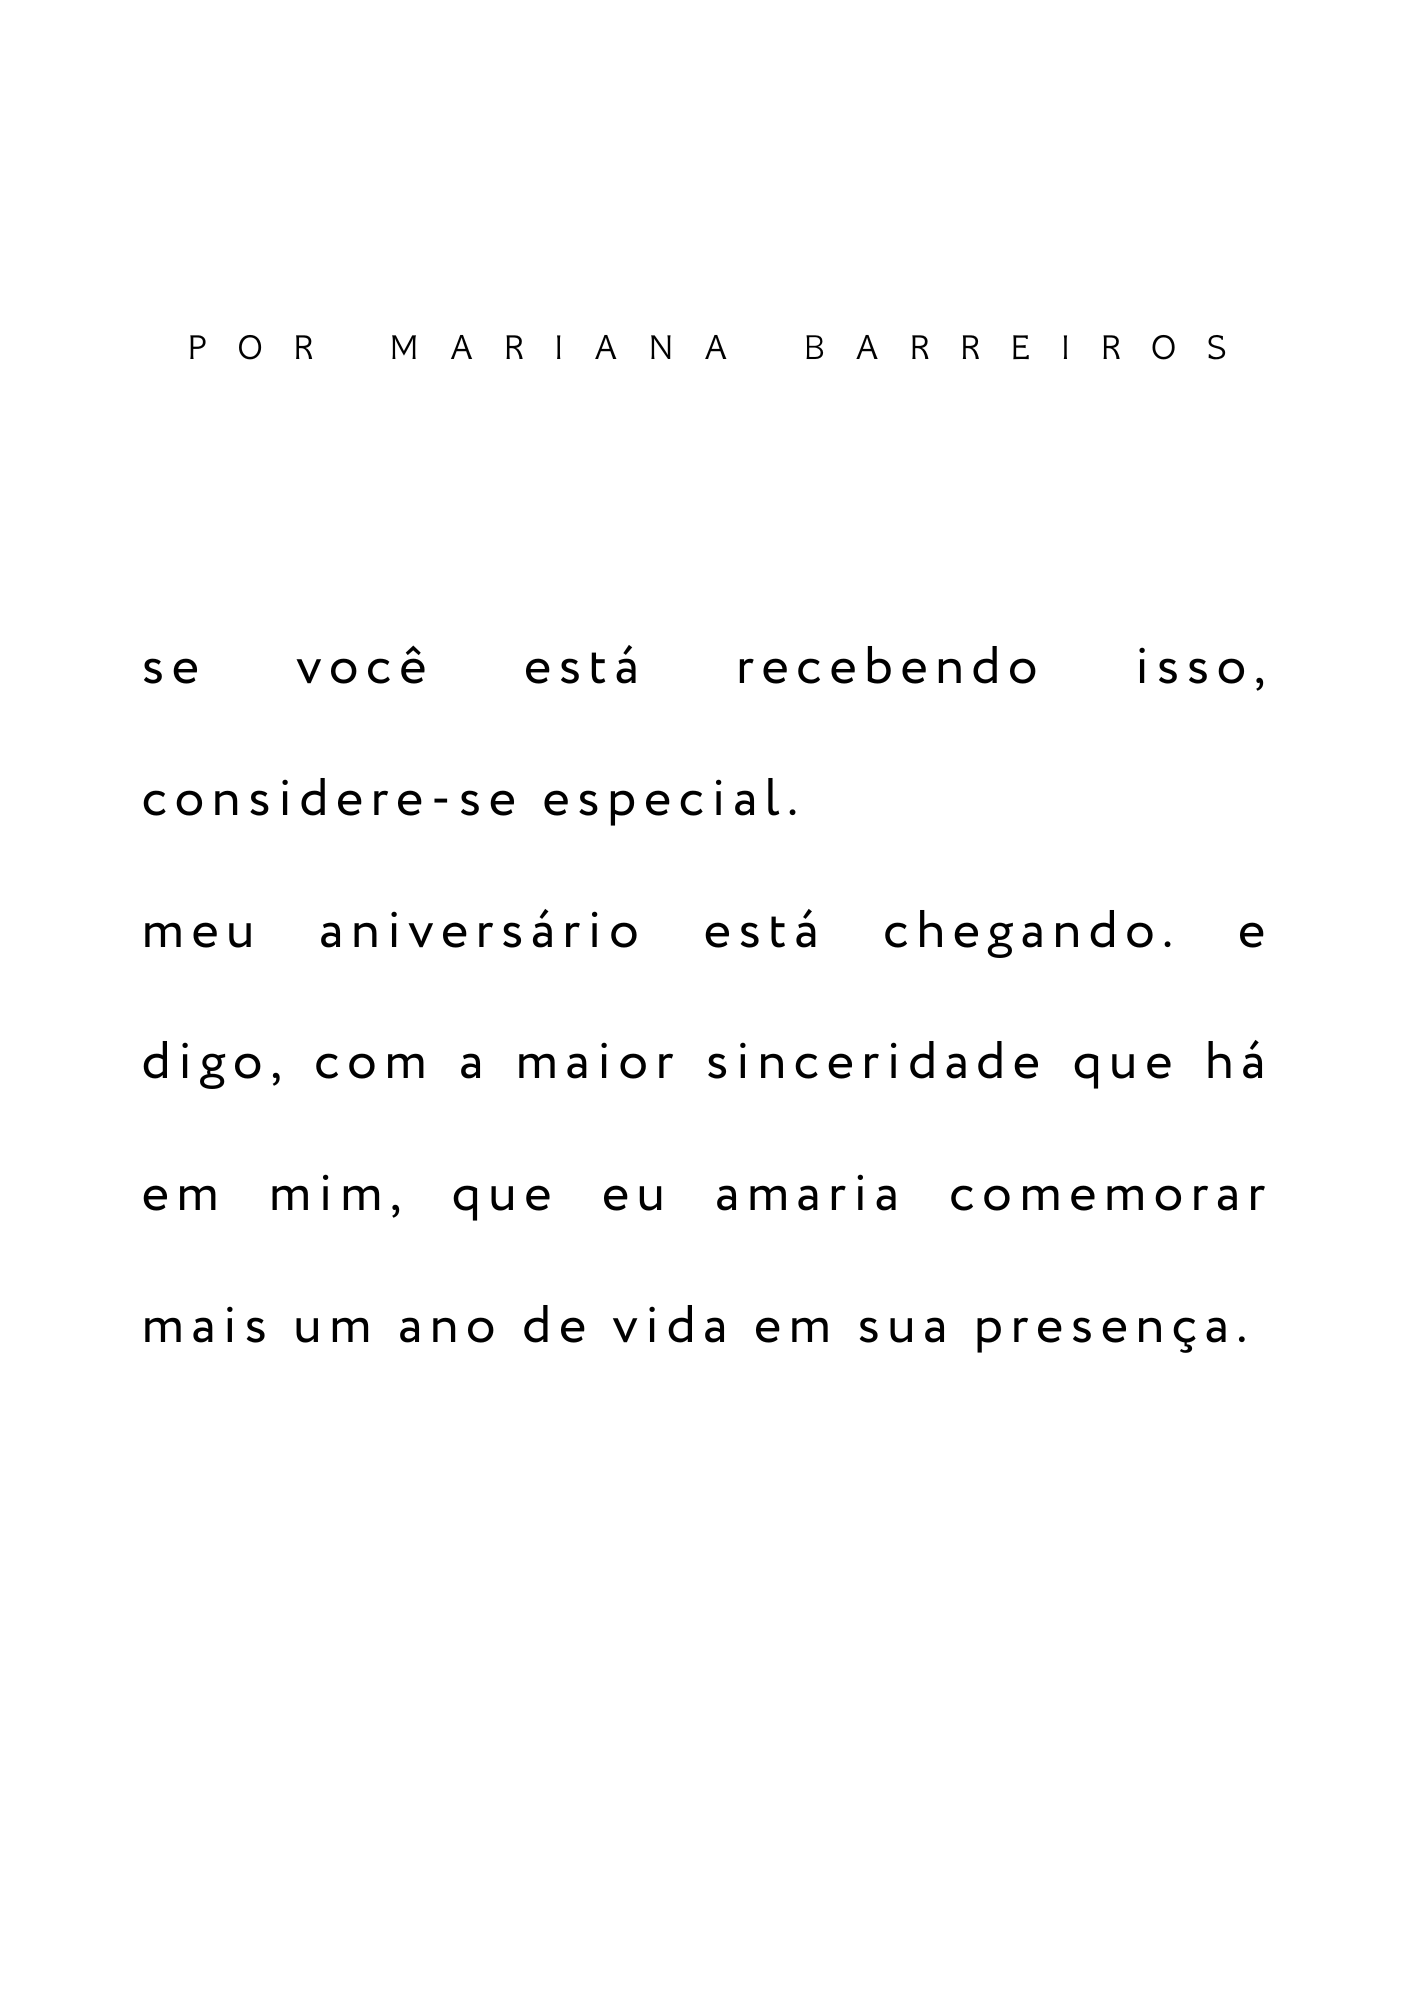 POR MARIANA BARREIROS
se você está recebendo isso,
considere-se especial.
meu aniversário está chegando. e
digo, com a maior sinceridade que há
em mim, que eu amaria comemorar
mais um ano de vida em sua presença.